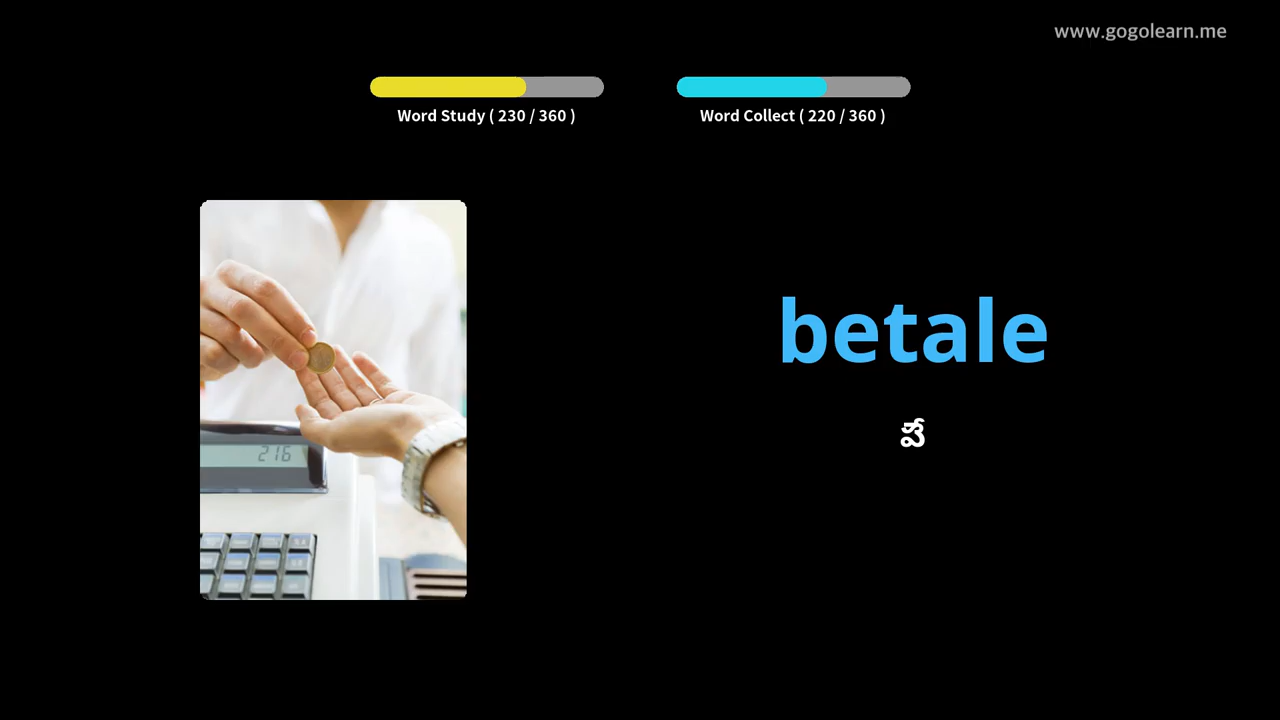 www.gogolearn.me
Word Study ( 230 / 360 )
Word Collect ( 220 / 360 )
betale
పే
216